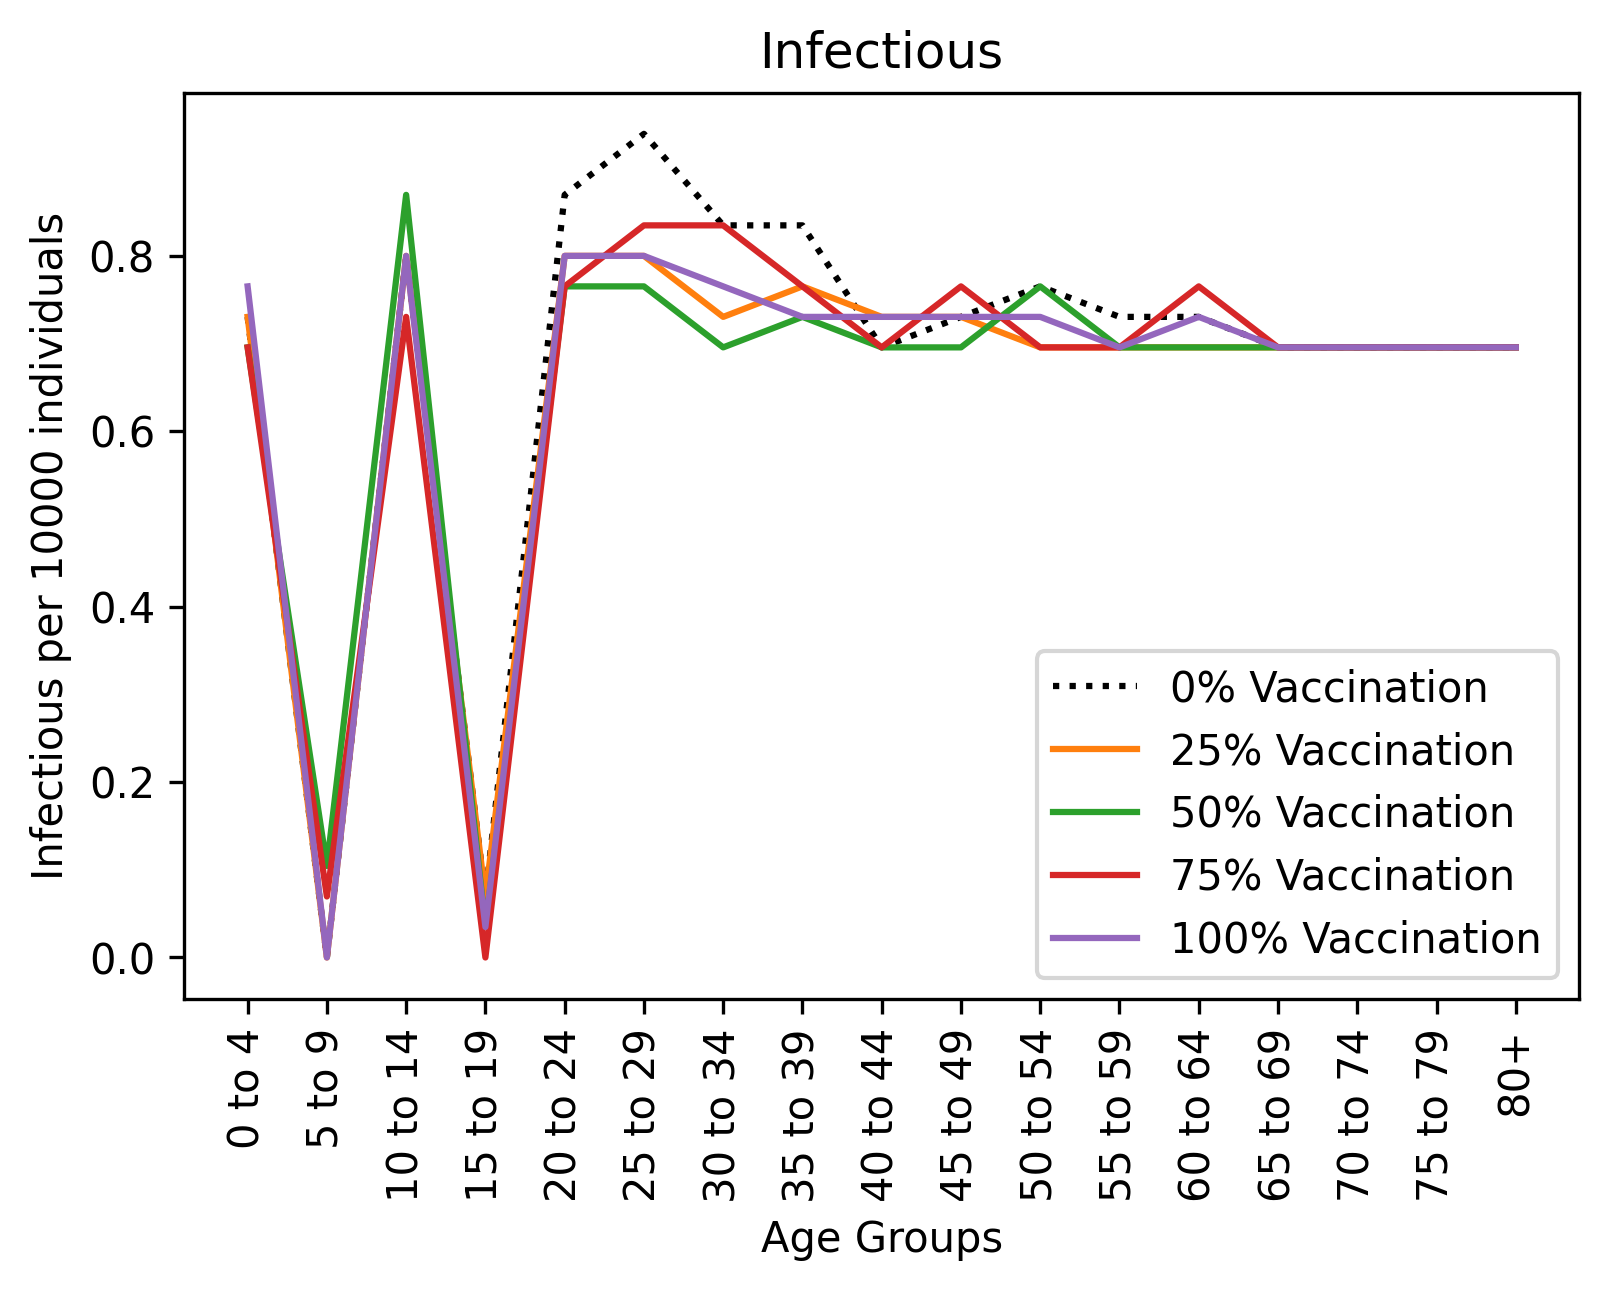 Infectious
Infectious per 10000 individuals
0.8
0.6
0.4
0.2
0.0
0% Vaccination
25% Vaccination
50% Vaccination
75% Vaccination
100% Vaccination
0 to 4
5 to 9
10 to 14
15 to 19
20 to 24
25 to 29
30 to 34
35 to 39
40 to 44
45 to 49
50 to 54
55 to 59
60 to 64
65 to 69
70 to 74
75 to 79
80+
Age Groups